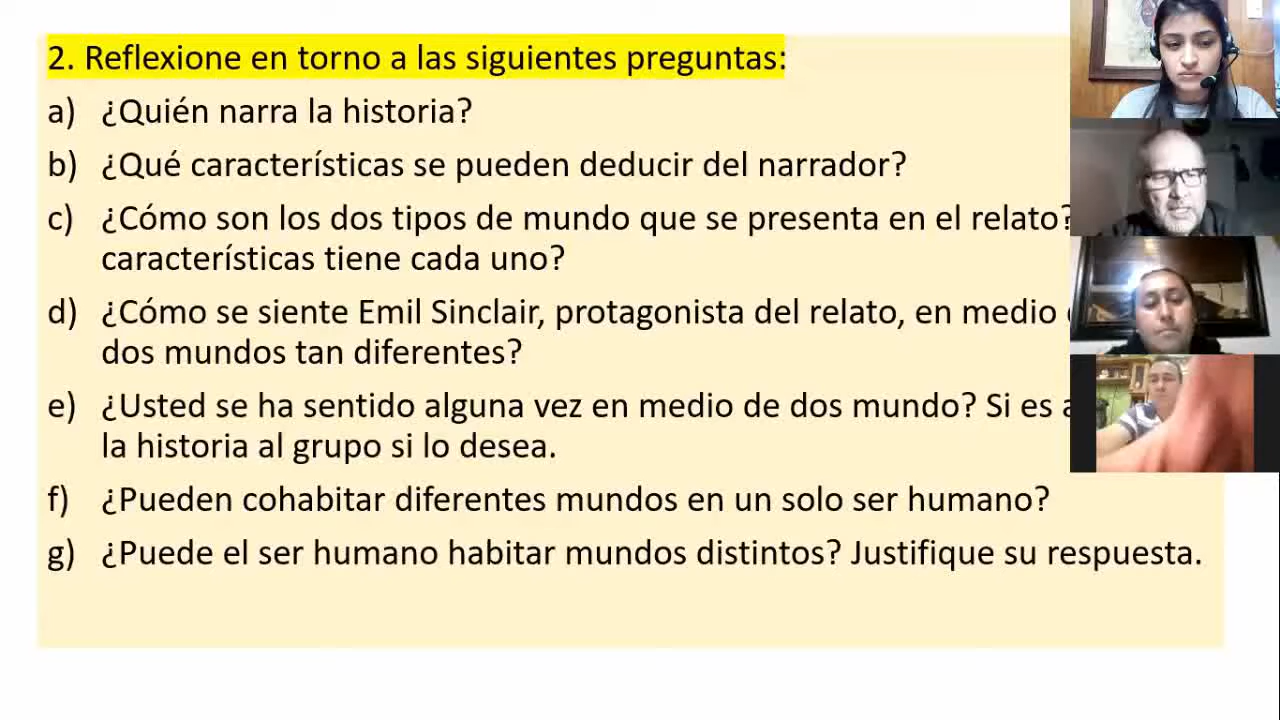 2. Reflexione en torno a las siguientes preguntas:
a) ¿Quién narra la historia?
b) ¿Qué características se pueden deducir del narrador?
c) ¿Cómo son los dos tipos de mundo que se presenta en el relato?
características tiene cada uno?
d) ¿Cómo se siente Emil Sinclair, protagonista del relato, en medio
dos mundos tan diferentes?
e) ¿Usted se ha sentido alguna vez en medio de dos mundo? Si es
la historia al grupo si lo desea.
f) ¿Pueden cohabitar diferentes mundos en un solo ser humano?
g) ¿Puede el ser humano habitar mundos distintos? Justifique su respuesta.